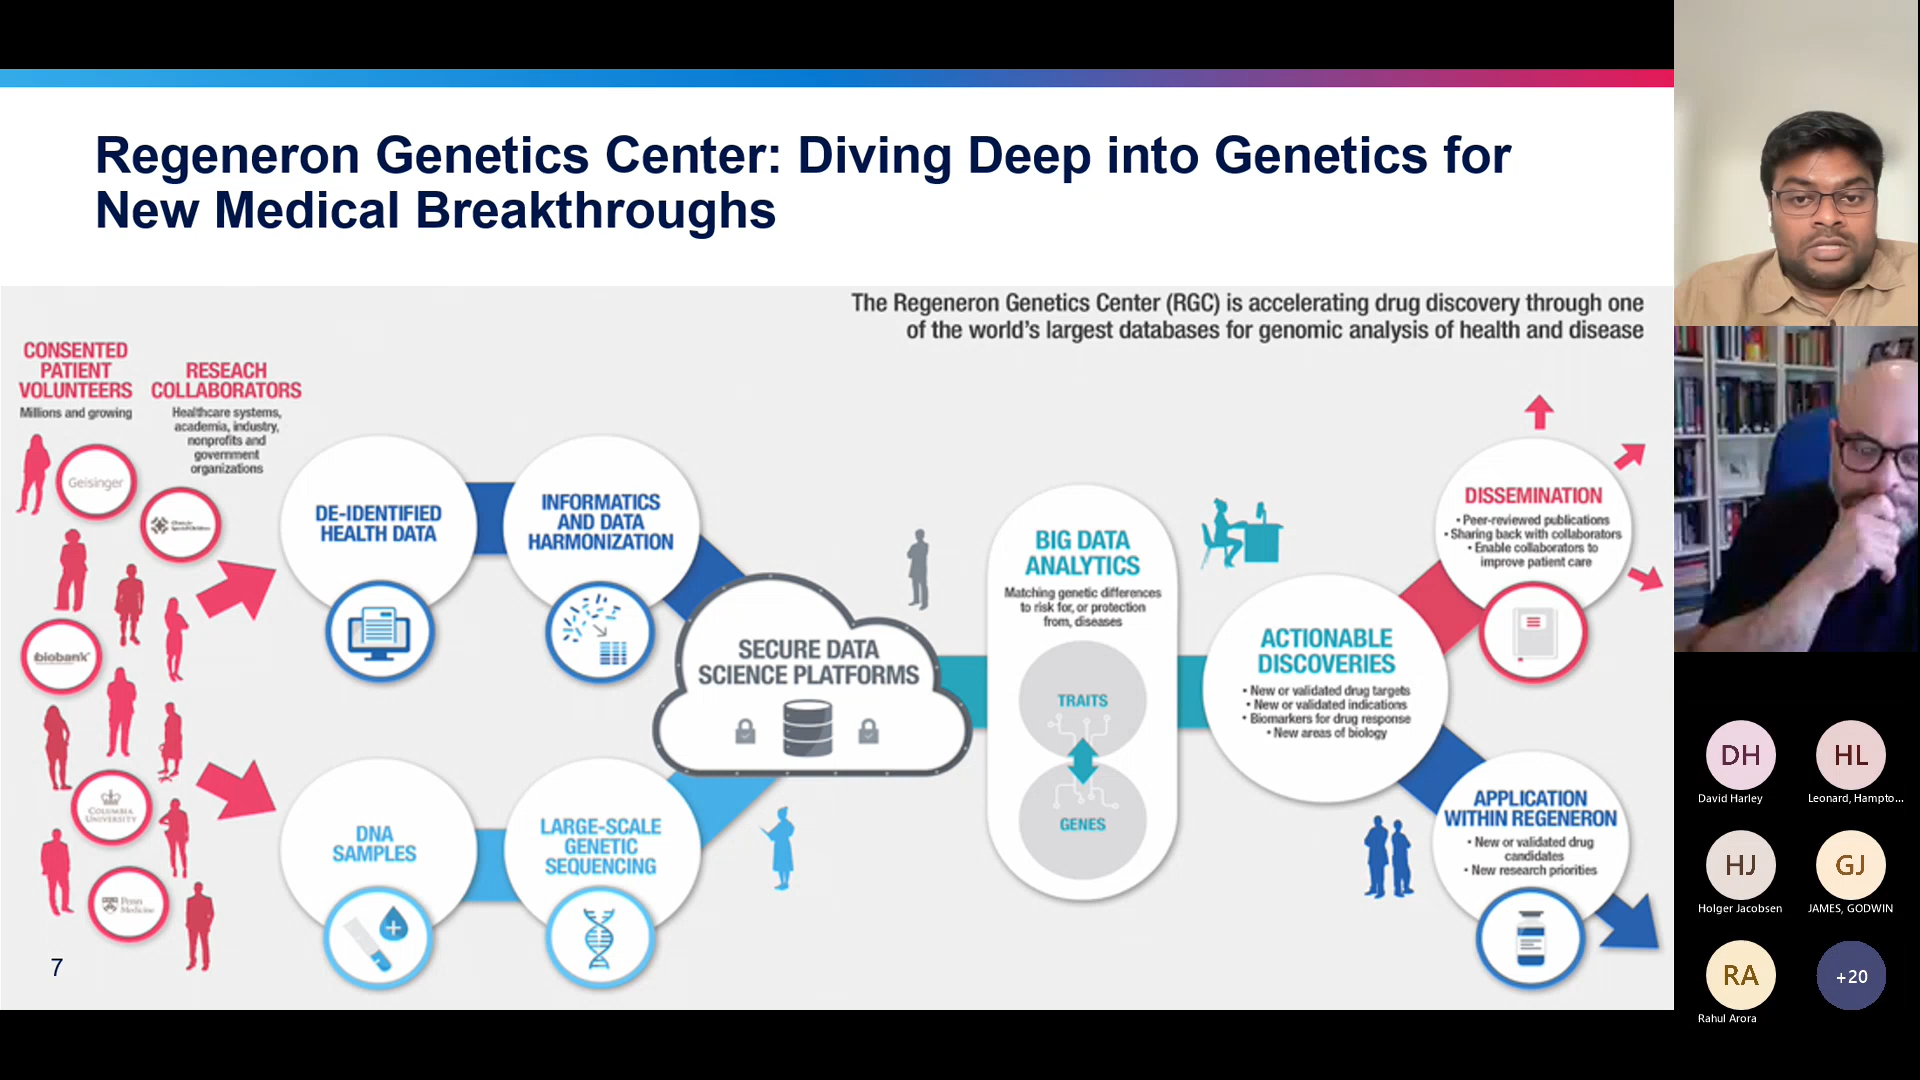 Regeneron Genetics Center: Diving Deep into Genetics for
New Medical Breakthroughs
The Regeneron Genetics Center (RGC) is accelerating drug discovery through one
of the world's largest databases for genomic analysis of health and disease
CONSENTED
PATIENT
VOLUNTEERS
Millions and growing
RESEACH
COLLABORATORS
Healthcare systems,
academia, industry,
nonprofits and
government
organizations
Geisinger
biobank
COLUMBIA
UNIVERSITY
Penn
Medicine
DE-IDENTIFIED
HEALTH DATA
INFORMATICS
AND DATA
HARMONIZATION
DNA
SAMPLES
LARGE-SCALE
GENETIC
SEQUENCING
SECURE DATA
SCIENCE PLATFORMS
BIG DATA
ANALYTICS
Matching genetic differences
to risk for, or protection
from, diseases
TRAITS
GENES
ACTIONABLE
DISCOVERIES
• New or validated drug targets
• New or validated indications
• Biomarkers for drug response
• New areas of biology
DISSEMINATION
• Peer-reviewed publications
• Sharing back with collaborators
• Enable collaborators to
improve patient care
APPLICATION
WITHIN REGENERON
• New or validated drug
candidates
• New research priorities
7
DH
David Harley
HL
Leonard, Hampto...
HJ
Holger Jacobsen
GJ
JAMES, GODWIN
RA
Rahul Arora
+20